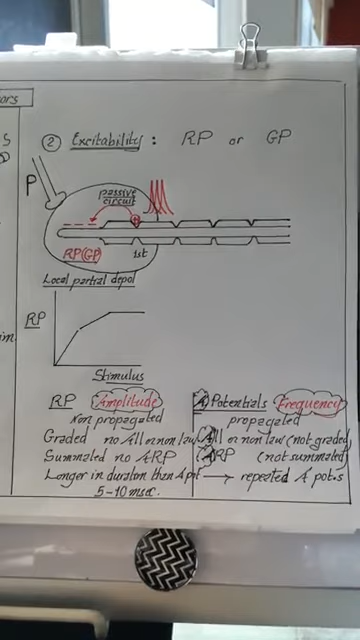 ors
S
② Excitability: RP or GP
P
passive
circuit
RP(GP)
1st
Local partial depol
RP
Stimulus
im.
RP Amplitude
Non propagated
Graded no All or non law
Summated no ARP
Longer in duration than A pot → repeated A pots
5-10 msec.
A Potentials Frequency
propagated
All or non law (not graded)
ARP (not summated)